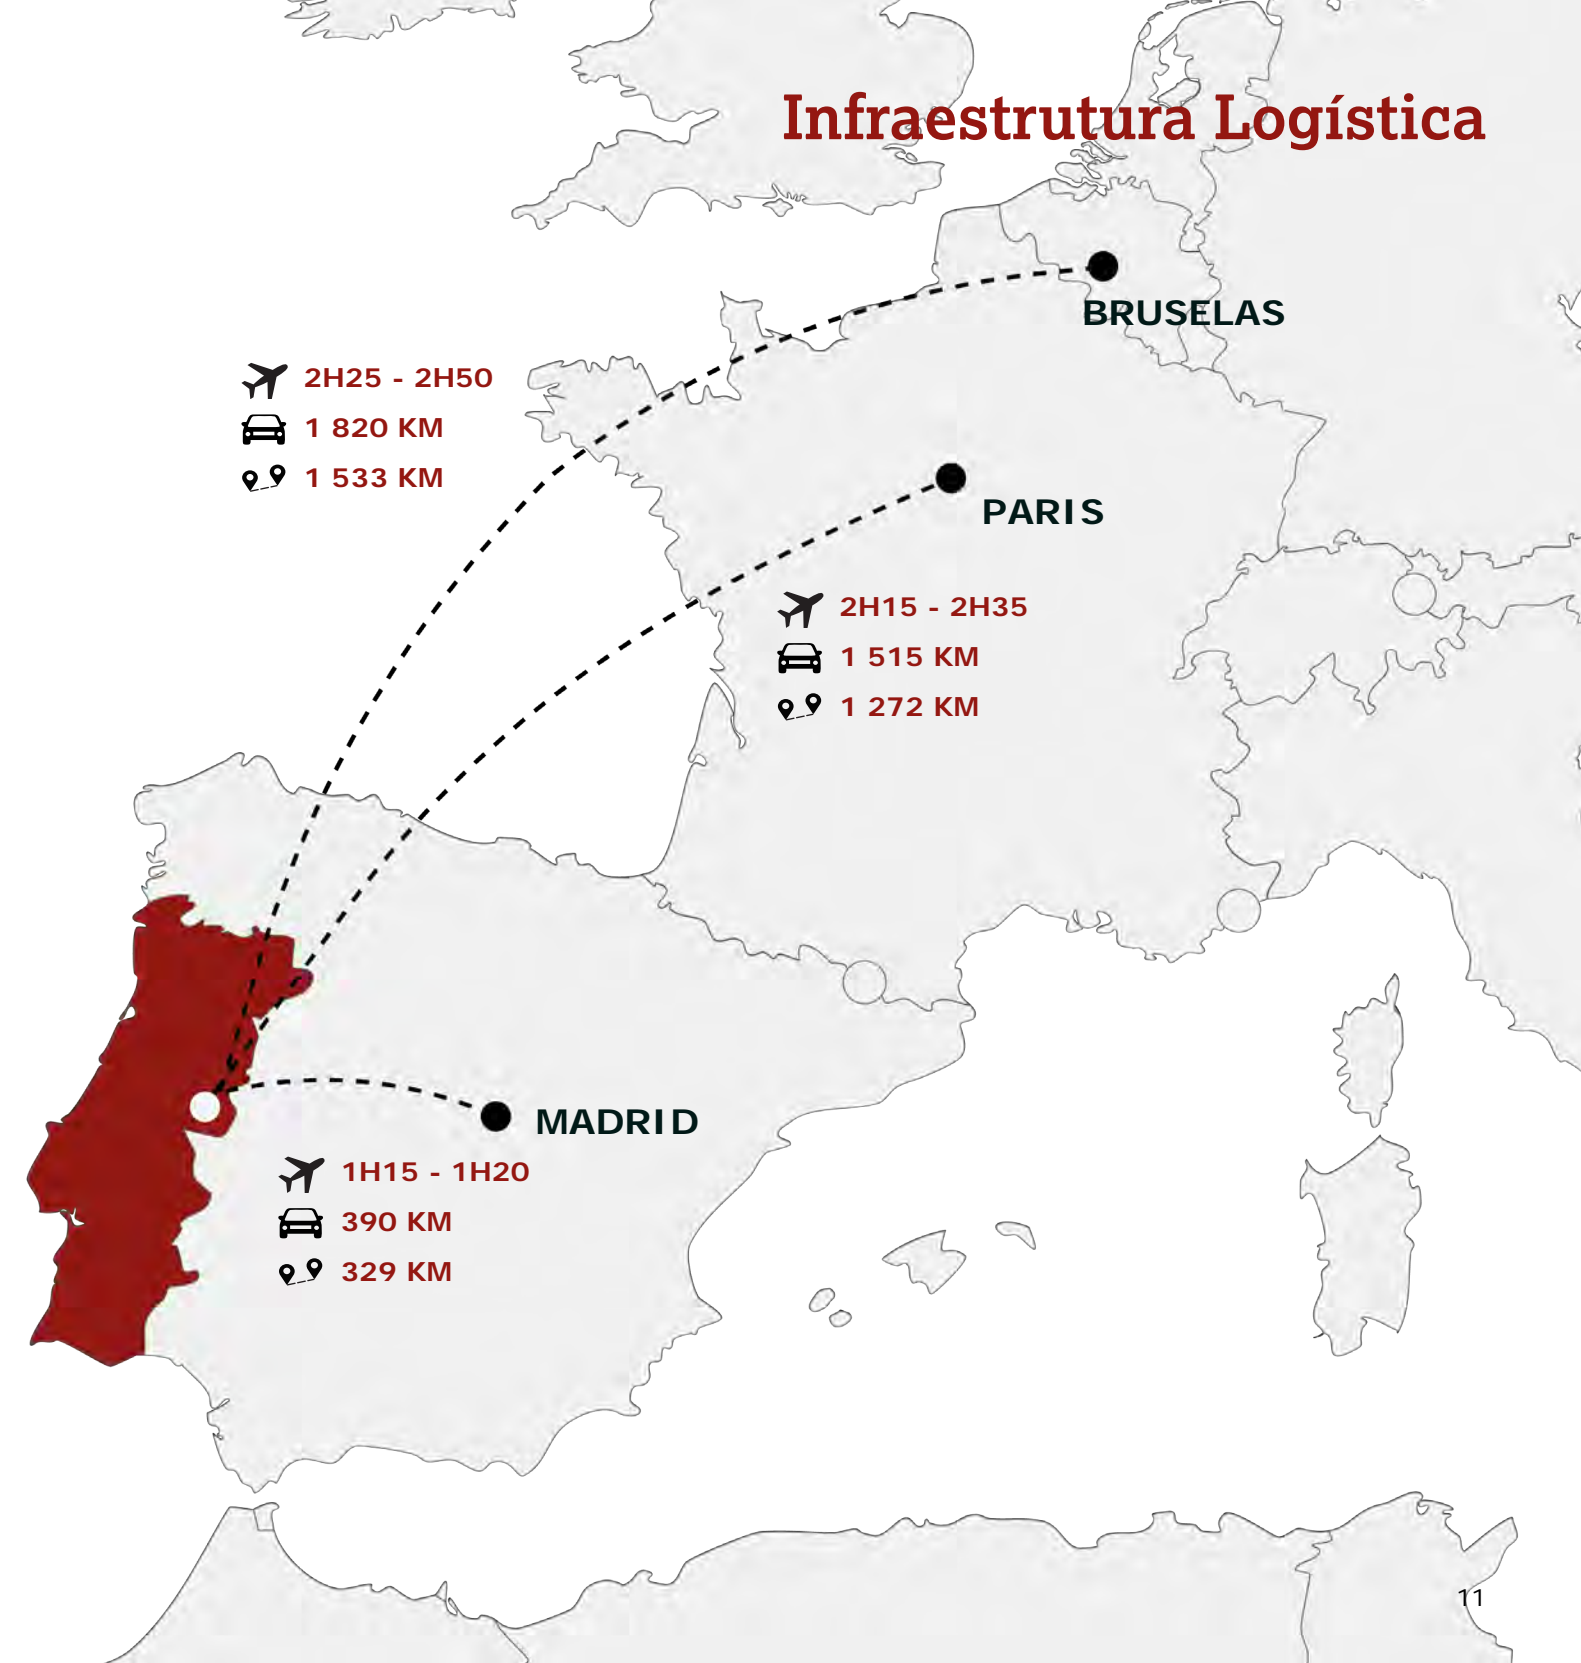 Infraestrutura Logística
BRUSELAS
2H25 - 2H50
1 820 KM
1 533 KM
PARIS
2H15 - 2H35
1 515 KM
1 272 KM
MADRID
1H15 - 1H20
390 KM
329 KM
11